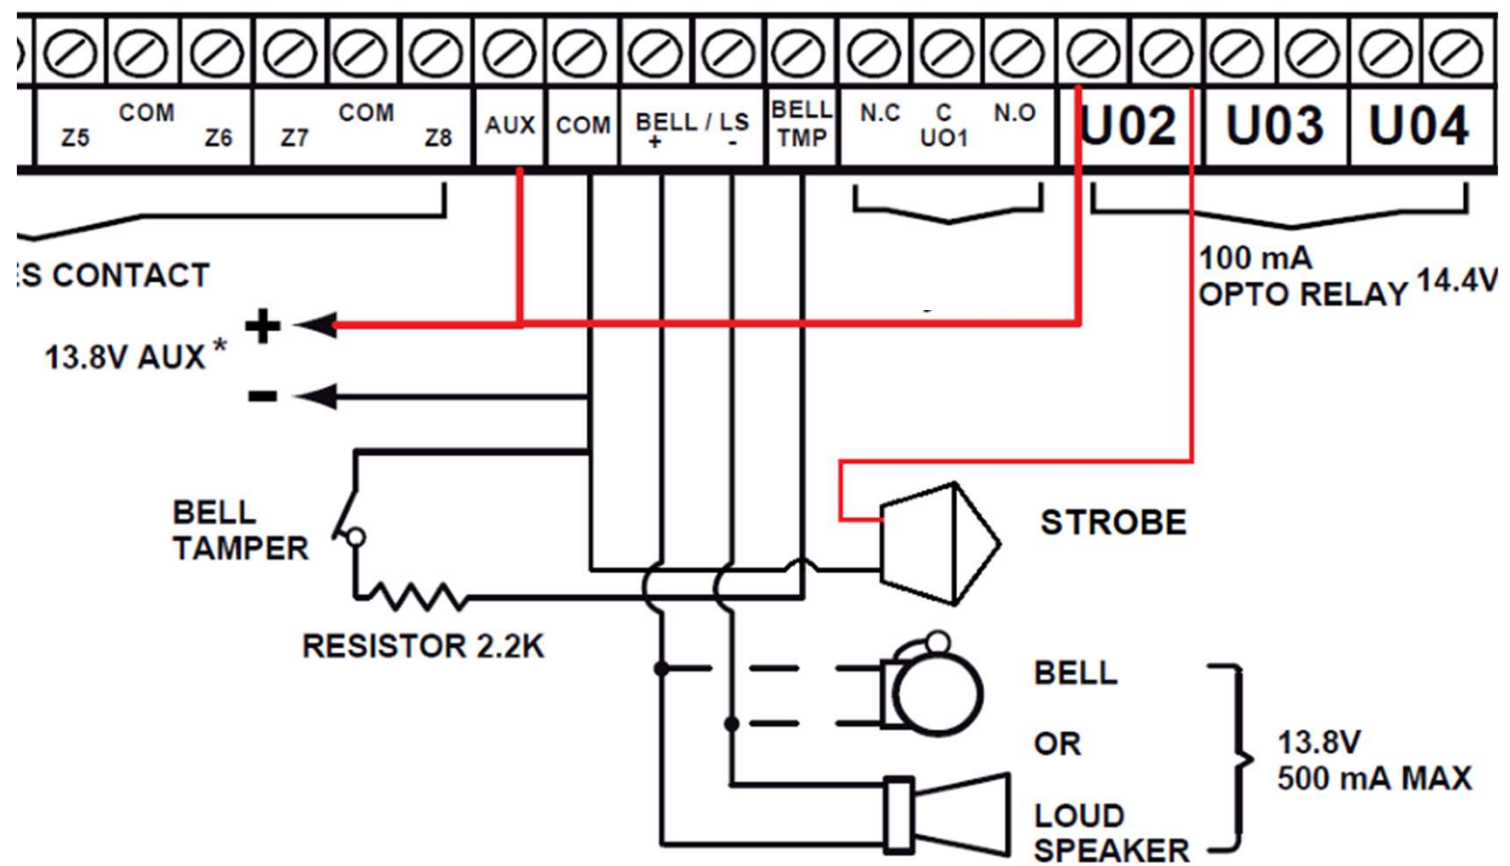 COM COM BELL N.C C N.O
Z5 Z6 Z7 Z8 AUX COM BELL / LS TMP UO1 U02 U03 U04
+ -
ES CONTACT
100 mA
OPTO RELAY 14.4V
+
13.8V AUX *
-
BELL
TAMPER
STROBE
RESISTOR 2.2K
BELL
OR
13.8V
500 mA MAX
LOUD
SPEAKER